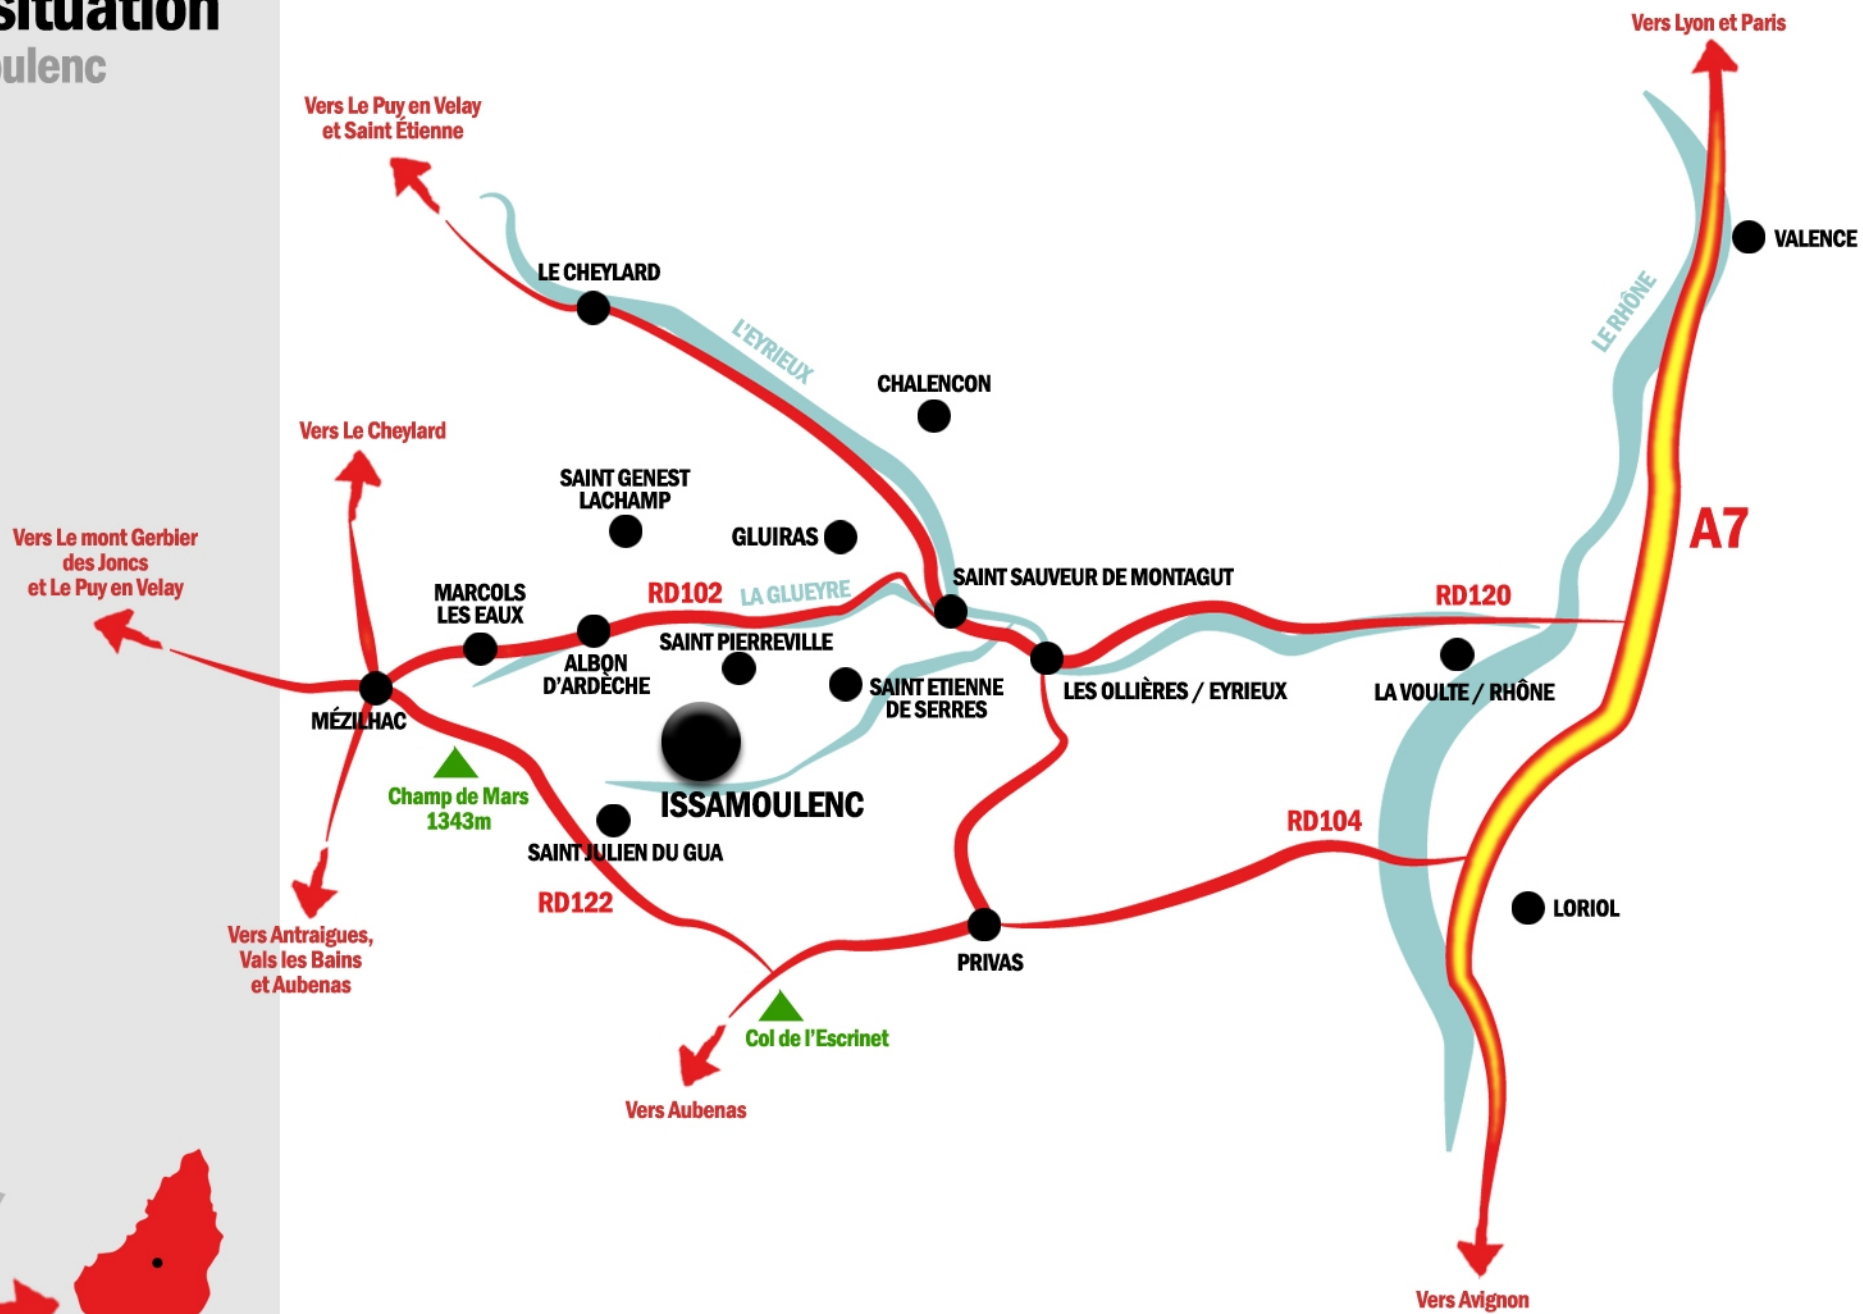 situation
oulenc
Vers Lyon et Paris
Vers Le Puy en Velay
et Saint Étienne
VALENCE
LE CHEYLARD
LE RHÔNE
L'EYRIEUX
CHALENCON
Vers Le Cheylard
SAINT GENEST
LACHAMP
GLUIRAS
A7
Vers Le mont Gerbier
des Joncs
et Le Puy en Velay
MARCOLS
LES EAUX
RD102
LA GLUEYRE
SAINT SAUVEUR DE MONTAGUT
RD120
ALBON
D'ARDÈCHE
SAINT PIERREVILLE
SAINT ETIENNE
DE SERRES
LES OLLIÈRES / EYRIEUX
LA VOULTE / RHÔNE
MÉZILHAC
Champ de Mars
1343m
ISSAMOULENC
RD104
SAINT JULIEN DU GUA
RD122
LORIOL
Vers Antraigues,
Vals les Bains
et Aubenas
PRIVAS
Col de l'Escrinet
Vers Aubenas
Vers Avignon